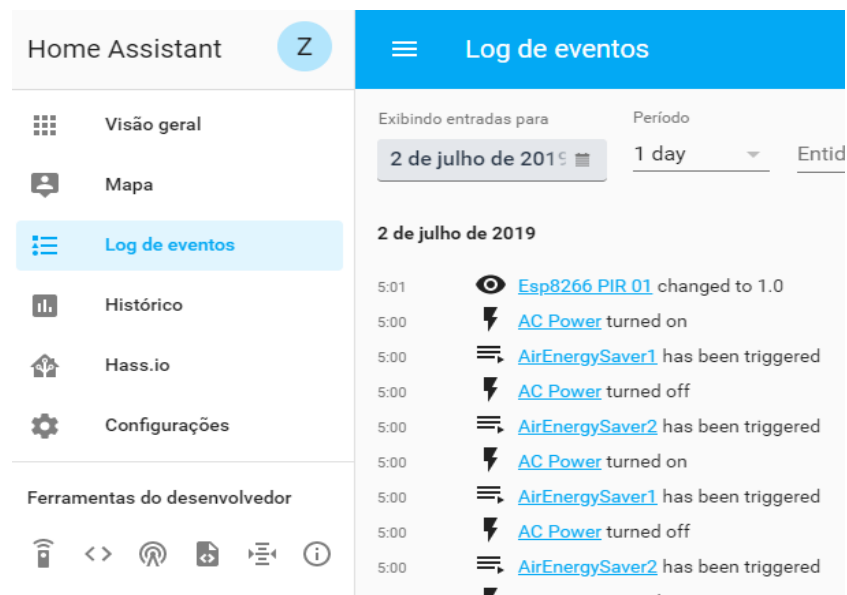 Home Assistant
Z
Visão geral
Mapa
Log de eventos
Histórico
Hass.io
Configurações
Ferramentas do desenvolvedor
Log de eventos
Exibindo entradas para
Período
2 de julho de 2019
1 day
Entid
2 de julho de 2019
5:01 Esp8266 PIR 01 changed to 1.0
5:00 AC Power turned on
5:00 AirEnergySaver1 has been triggered
5:00 AC Power turned off
5:00 AirEnergySaver2 has been triggered
5:00 AC Power turned on
5:00 AirEnergySaver1 has been triggered
5:00 AC Power turned off
5:00 AirEnergySaver2 has been triggered